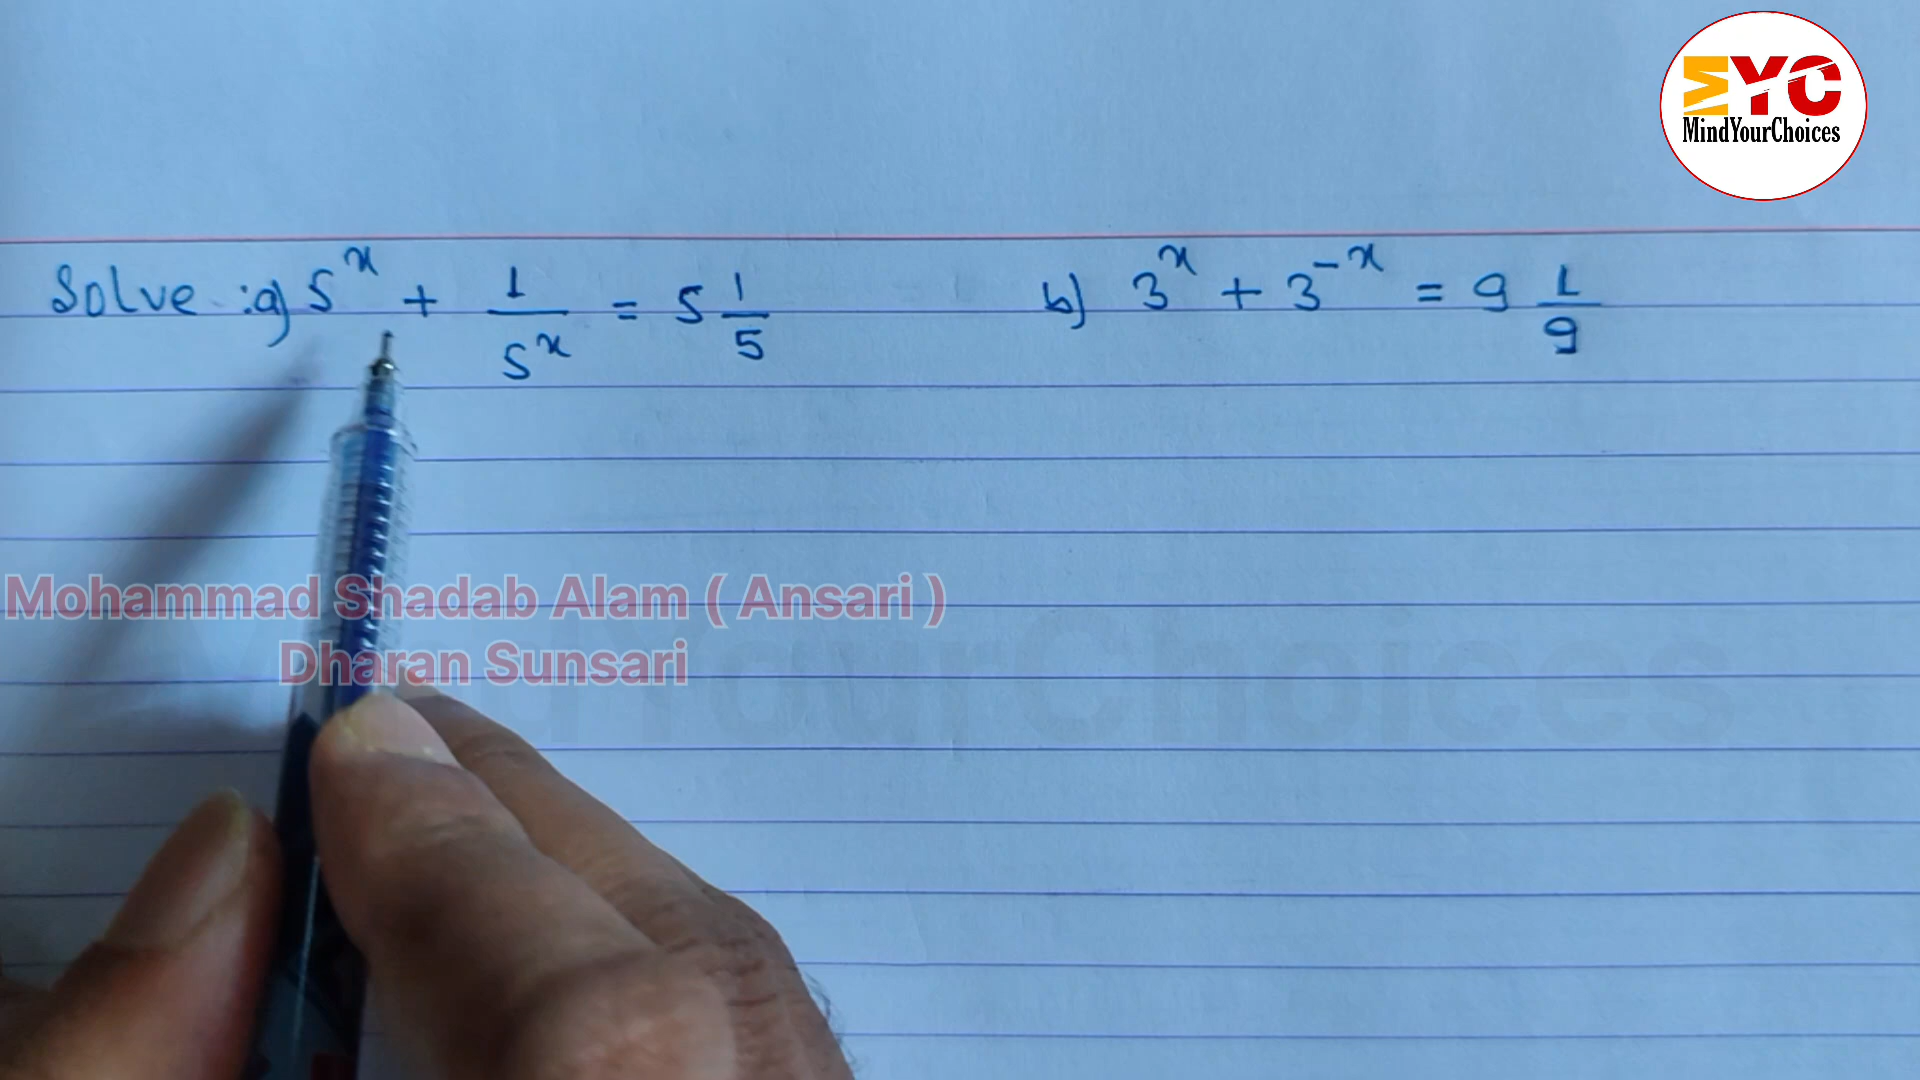 MYC
MindYourChoices
Solve :a) 5^x + 1/5^x = 5 1/5 b) 3^x + 3^-x = 9 1/9
Mohammad Shadab Alam ( Ansari )
Dharan Sunsari
MindYourChoices